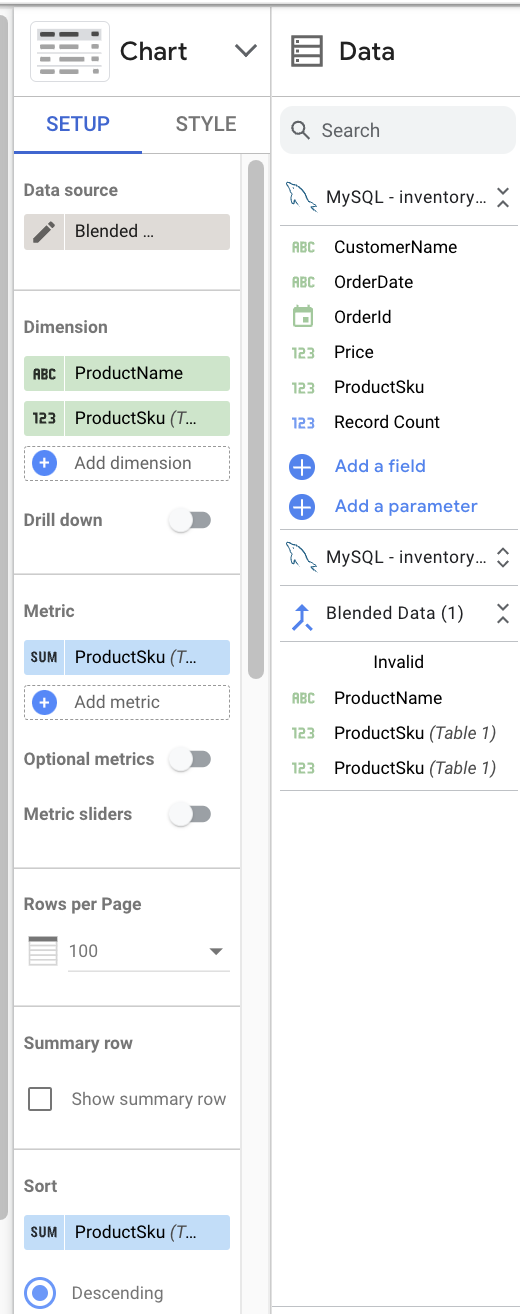 Chart
SETUP
STYLE
Data source
Blended ...
Dimension
ABC ProductName
123 ProductSku (T...
Add dimension
Drill down
Metric
SUM ProductSku (T...
Add metric
Optional metrics
Metric sliders
Rows per Page
100
Summary row
Show summary row
Sort
SUM ProductSku (T...
Descending
Data
Search
MySQL - inventory...
ABC CustomerName
ABC OrderDate
OrderId
123 Price
123 ProductSku
123 Record Count
Add a field
Add a parameter
MySQL - inventory...
Blended Data (1)
Invalid
ABC ProductName
123 ProductSku (Table 1)
123 ProductSku (Table 1)